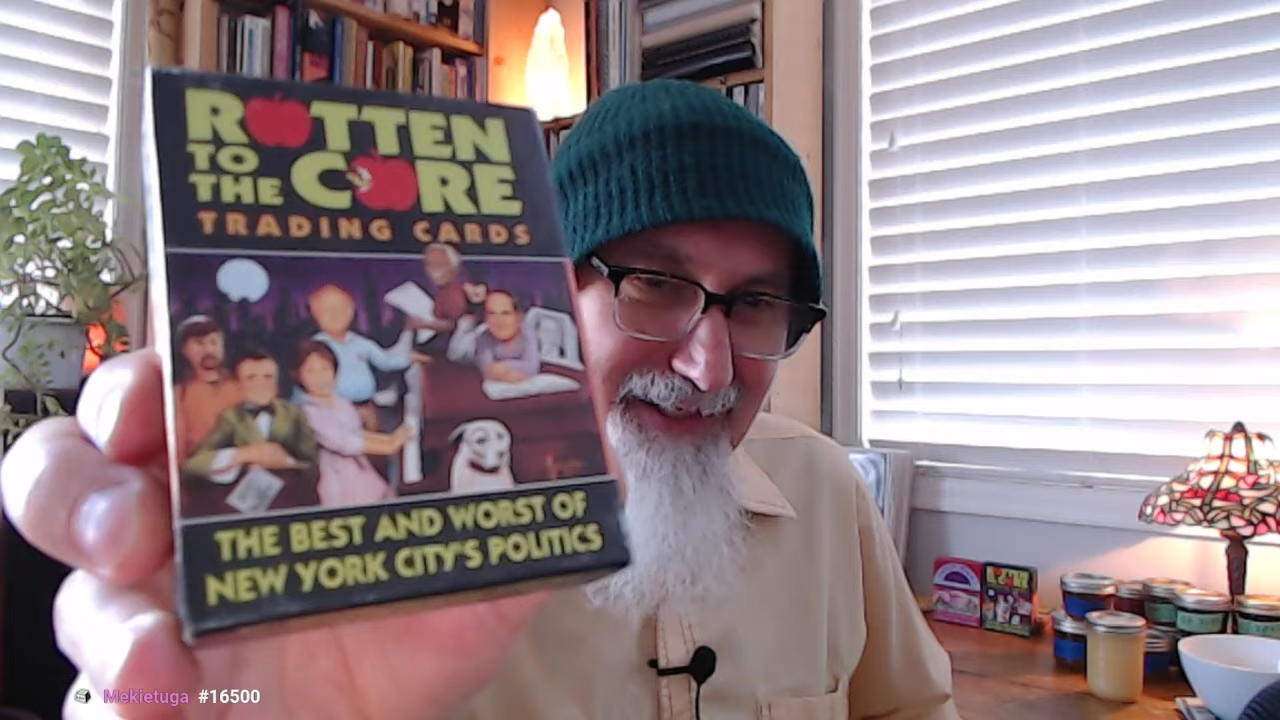 ROTTEN
TO THE CORE
TRADING CARDS
THE BEST AND WORST OF
NEW YORK CITY'S POLITICS
Mekietuga #16500